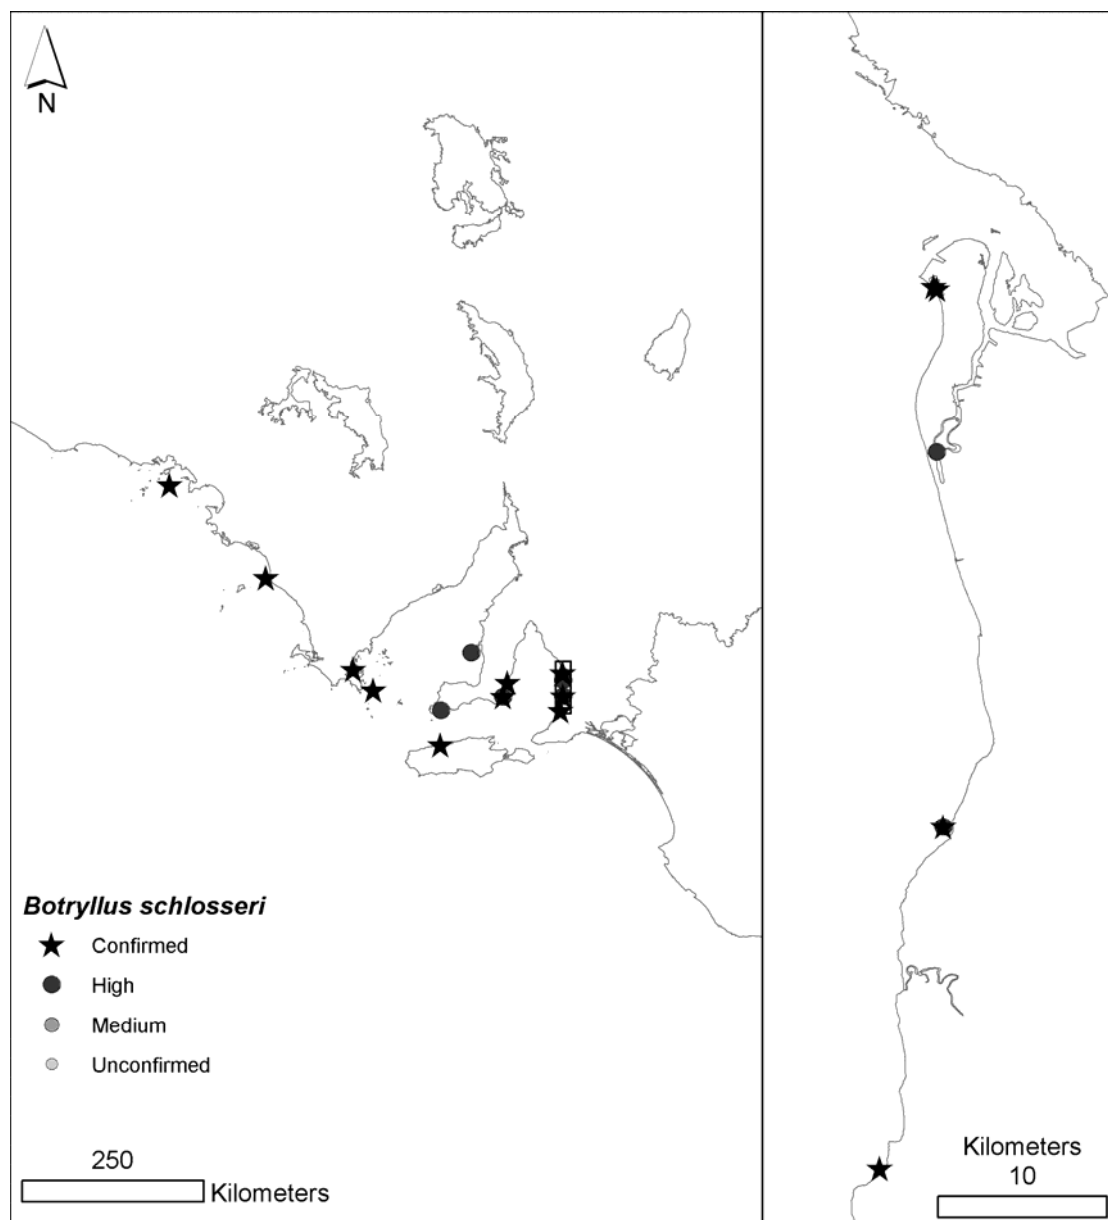 N
Botryllus schlosseri
Confirmed
High
Medium
Unconfirmed
250
Kilometers
Kilometers
10